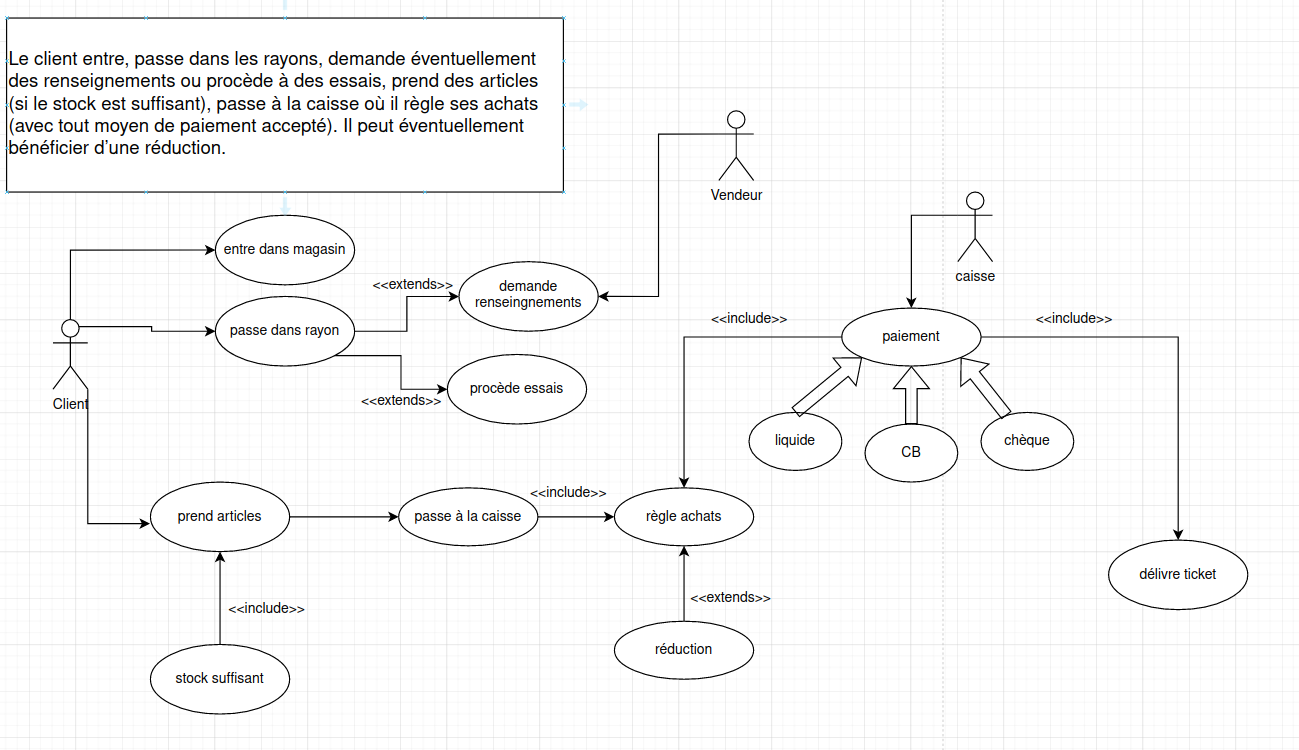 Le client entre, passe dans les rayons, demande éventuellement
des renseignements ou procède à des essais, prend des articles
(si le stock est suffisant), passe à la caisse où il règle ses achats
(avec tout moyen de paiement accepté). Il peut éventuellement
bénéficier d'une réduction.
Vendeur
caisse
entre dans magasin
<<extends>>
demande
renseingnements
passe dans rayon
<<include>>
<<include>>
paiement
procède essais
<<extends>>
Client
liquide
CB
chèque
<<include>>
prend articles
passe à la caisse
règle achats
délivre ticket
<<include>>
<<extends>>
stock suffisant
réduction